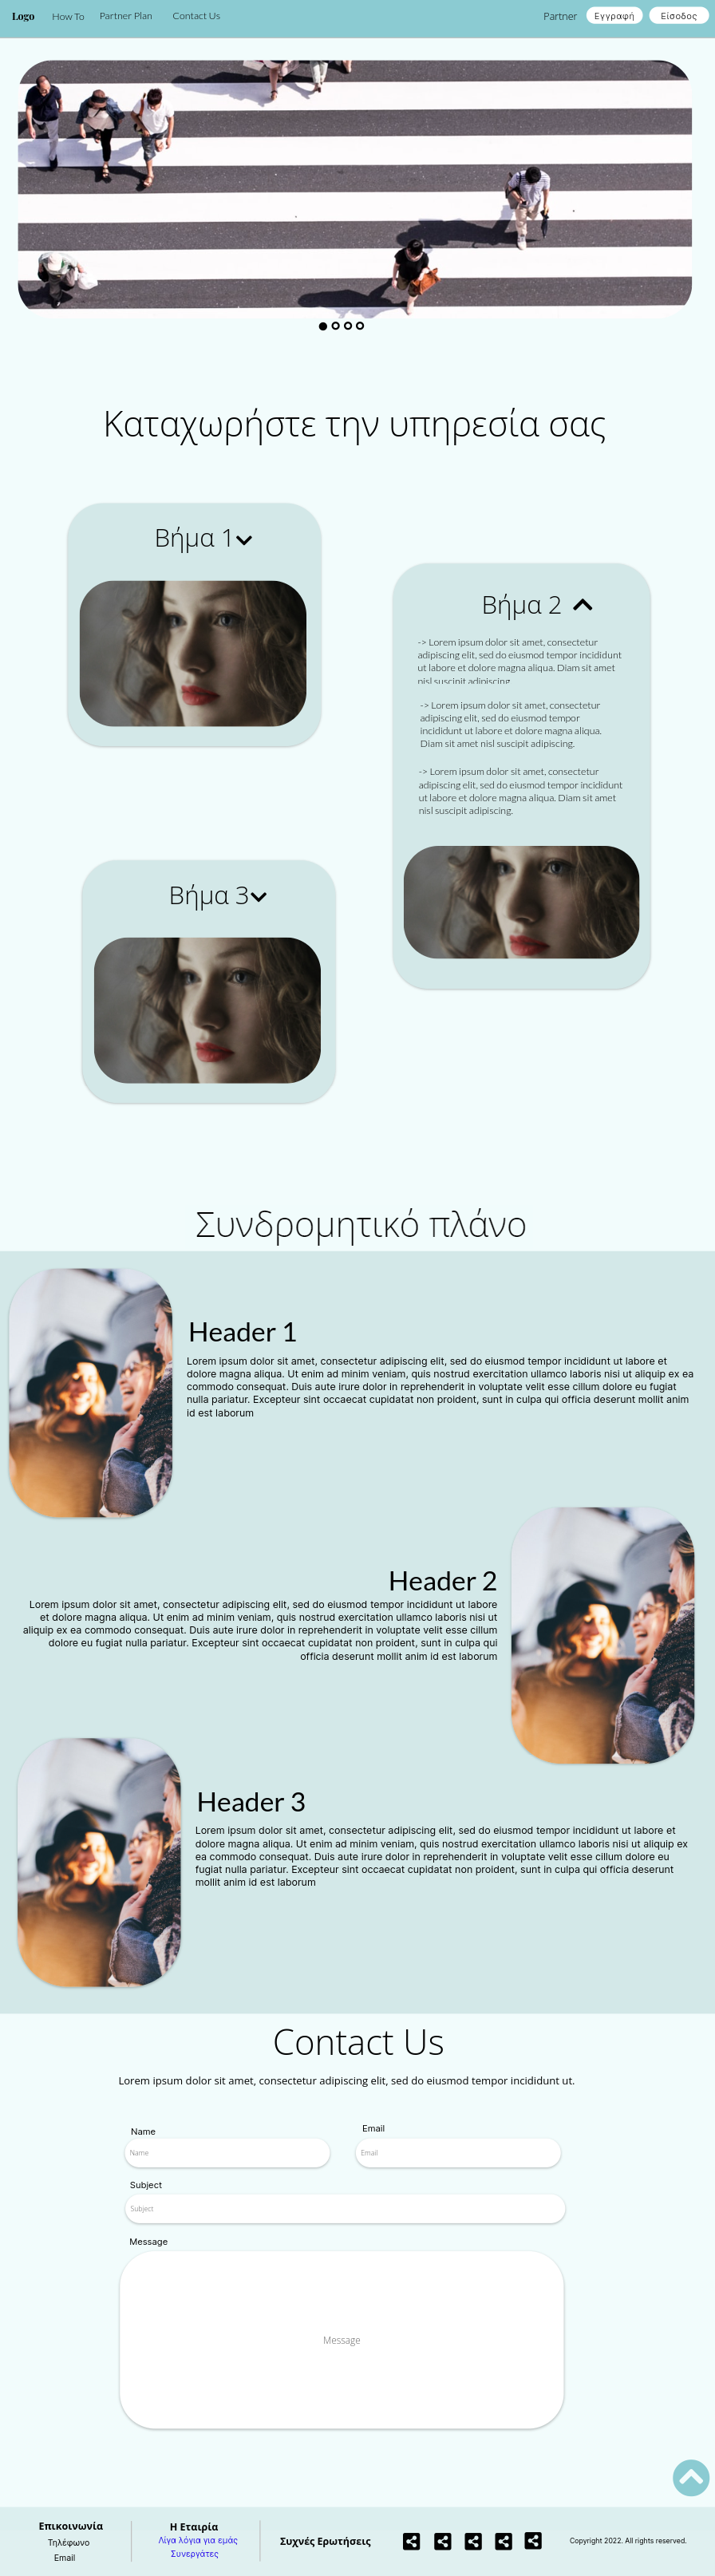 Logo How To Partner Plan Contact Us Partner Εγγραφή Είσοδος
Καταχωρήστε την υπηρεσία σας
Βήμα 1
Βήμα 2
-> Lorem ipsum dolor sit amet, consectetur
adipiscing elit, sed do eiusmod tempor incididunt
ut labore et dolore magna aliqua. Diam sit amet
nisl suscipit adipiscing.
-> Lorem ipsum dolor sit amet, consectetur
adipiscing elit, sed do eiusmod tempor
incididunt ut labore et dolore magna aliqua.
Diam sit amet nisl suscipit adipiscing.
-> Lorem ipsum dolor sit amet, consectetur
adipiscing elit, sed do eiusmod tempor incididunt
ut labore et dolore magna aliqua. Diam sit amet
nisl suscipit adipiscing.
Βήμα 3
Συνδρομητικό πλάνο
Header 1
Lorem ipsum dolor sit amet, consectetur adipiscing elit, sed do eiusmod tempor incididunt ut labore et
dolore magna aliqua. Ut enim ad minim veniam, quis nostrud exercitation ullamco laboris nisi ut aliquip ex ea
commodo consequat. Duis aute irure dolor in reprehenderit in voluptate velit esse cillum dolore eu fugiat
nulla pariatur. Excepteur sint occaecat cupidatat non proident, sunt in culpa qui officia deserunt mollit anim
id est laborum
Header 2
Lorem ipsum dolor sit amet, consectetur adipiscing elit, sed do eiusmod tempor incididunt ut labore
et dolore magna aliqua. Ut enim ad minim veniam, quis nostrud exercitation ullamco laboris nisi ut
aliquip ex ea commodo consequat. Duis aute irure dolor in reprehenderit in voluptate velit esse cillum
dolore eu fugiat nulla pariatur. Excepteur sint occaecat cupidatat non proident, sunt in culpa qui
officia deserunt mollit anim id est laborum
Header 3
Lorem ipsum dolor sit amet, consectetur adipiscing elit, sed do eiusmod tempor incididunt ut labore et
dolore magna aliqua. Ut enim ad minim veniam, quis nostrud exercitation ullamco laboris nisi ut aliquip ex
ea commodo consequat. Duis aute irure dolor in reprehenderit in voluptate velit esse cillum dolore eu
fugiat nulla pariatur. Excepteur sint occaecat cupidatat non proident, sunt in culpa qui officia deserunt
mollit anim id est laborum
Contact Us
Lorem ipsum dolor sit amet, consectetur adipiscing elit, sed do eiusmod tempor incididunt ut.
Name Email
Name Email
Subject
Subject
Message
Message
Επικοινωνία
Τηλέφωνο
Email
Η Εταιρία
Λίγα λόγια για εμάς
Συνεργάτες
Συχνές Ερωτήσεις
Copyright 2022. All rights reserved.